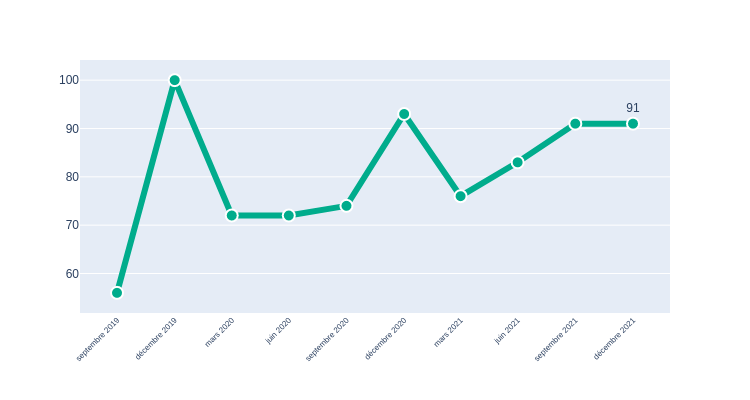 100
90
80
70
60
91
septembre 2019
décembre 2019
mars 2020
juin 2020
septembre 2020
décembre 2020
mars 2021
juin 2021
septembre 2021
décembre 2021